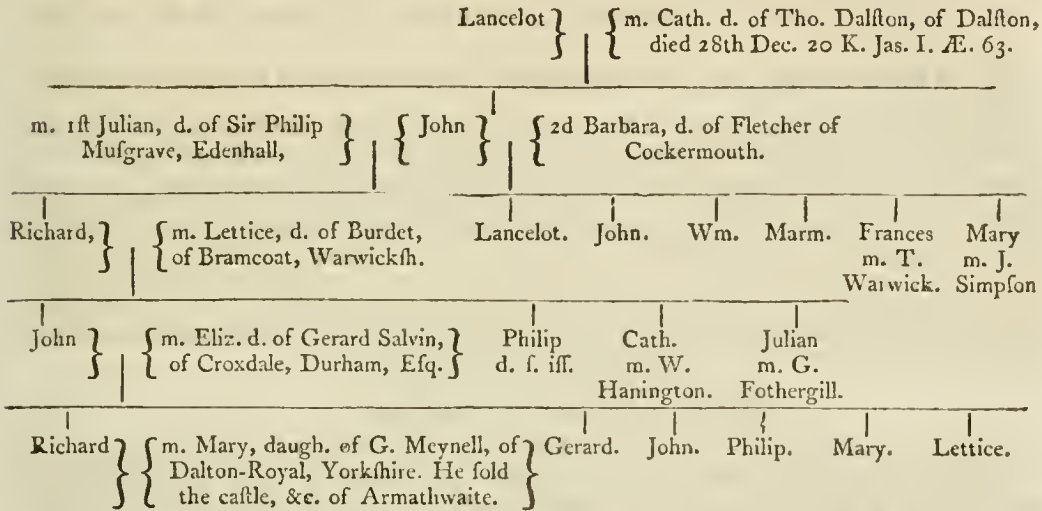 Lancelot } { m. Cath. d. of Tho. Dalſton, of Dalſton,
died 28th Dec. 20 K. Jas. I. Æ. 63.
m. 1ſt Julian, d. of Sir Philip } { John } { 2d Barbara, d. of Fletcher of
Muſgrave, Edenhall, Cockermouth.
Richard, } { m. Lettice, d. of Burdet, Lancelot. John. Wm. Marm. Frances Mary
of Bramcoat, Warwickſh. m. T. m. J.
Warwick. Simpſon
John } { m. Eliz. d. of Gerard Salvin, } Philip Cath. Julian
of Croxdale, Durham, Eſq. d. ſ. iſſ. m. W. m. G.
Hanington. Fothergill.
Richard } { m. Mary, daugh. of G. Meynell, of } Gerard. John. Philip. Mary. Lettice.
Dalton-Royal, Yorkſhire. He ſold
the caſtle, &c. of Armathwaite.